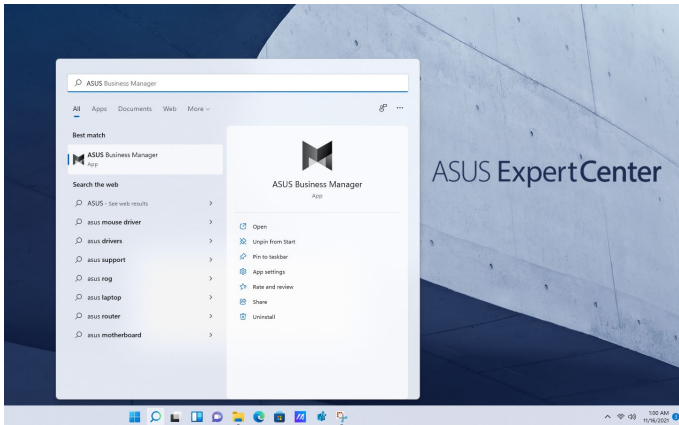 ASUS Business Manager
All Apps Documents Web More
Best match
ASUS Business Manager
App
Search the web
ASUS - See web results
asus mouse driver
asus drivers
asus support
asus rog
asus laptop
asus router
asus motherboard
ASUS Business Manager
App
Open
Unpin from Start
Pin to taskbar
App settings
Rate and review
Share
Uninstall
ASUS ExpertCenter
1:00 AM
11/16/2021